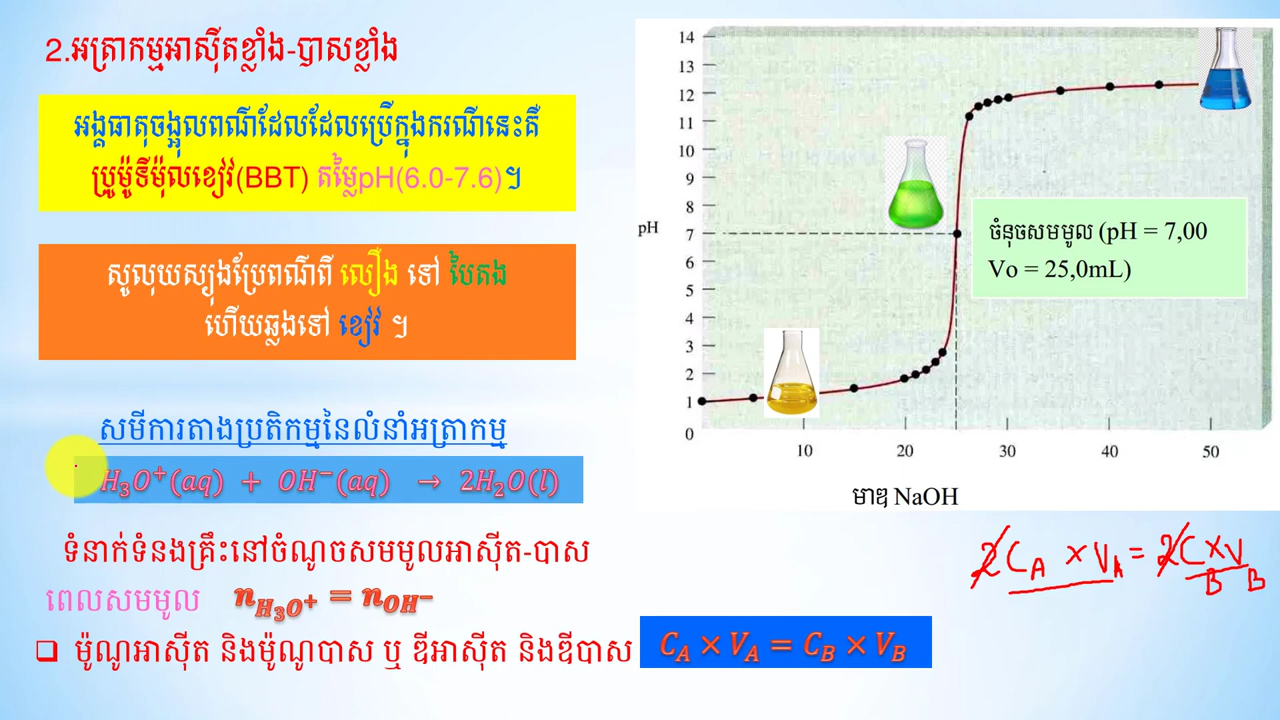 2.អត្រាកម្មអាស៊ីតខ្លាំង-បាសខ្លាំង
អង្គធាតុចង្អុលពណ៌ដែលដែលប្រើក្នុងករណីនេះគឺ
ប្រូម៉ូទីម៉ុលខៀវ(BBT) តម្លៃpH(6.0-7.6)។
សូលុយស្យុងប្រែពណ៌ពី លឿង ទៅ បៃតង
ហើយឆ្លងទៅ ខៀវ ។
សមីការតាងប្រតិកម្មនៃលំនាំអត្រាកម្ម
H₃O⁺(aq) + OH⁻(aq) → 2H₂O(l)
ទំនាក់ទំនងគ្រឹះនៅចំណុចសមមូលអាស៊ីត-បាស
ពេលសមមូល n_{H₃O⁺} = n_{OH⁻}
❑ ម៉ូណូអាស៊ីត និងម៉ូណូបាស ឬ ឌីអាស៊ីត និងឌីបាស
C_A × V_A = C_B × V_B
14
13
12
11
10
9
8
pH
7
6
5
4
3
2
1
0
10 20 30 40 50
មាឌ NaOH
ចំនុចសមមូល (pH = 7,00
Vo = 25,0mL)
2C_A × V_A = 2C_B × V_B